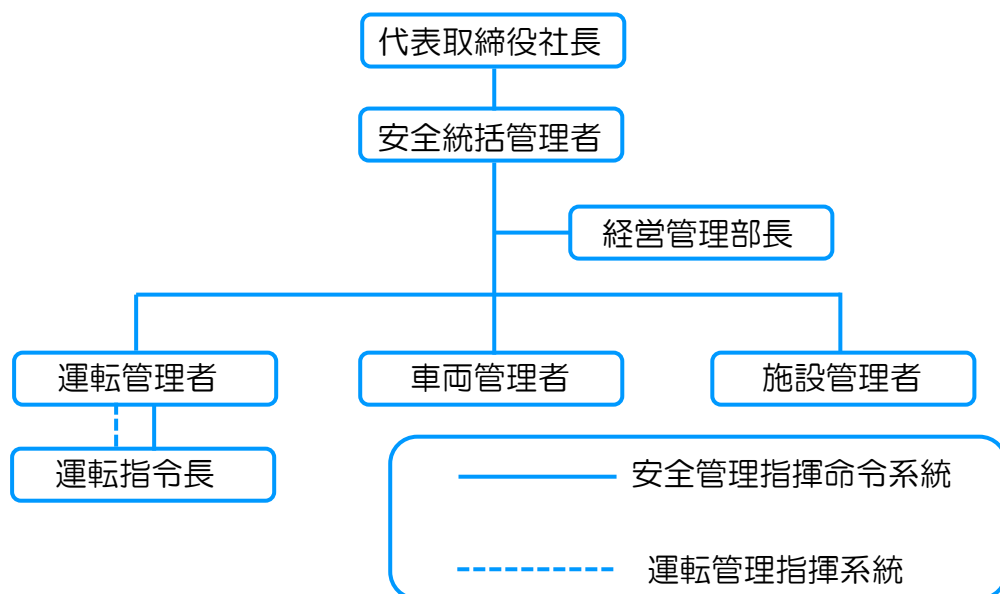 代表取締役社長
安全統括管理者
経営管理部長
運転管理者
車両管理者
施設管理者
運転指令長
安全管理指揮命令系統
運転管理指揮系統